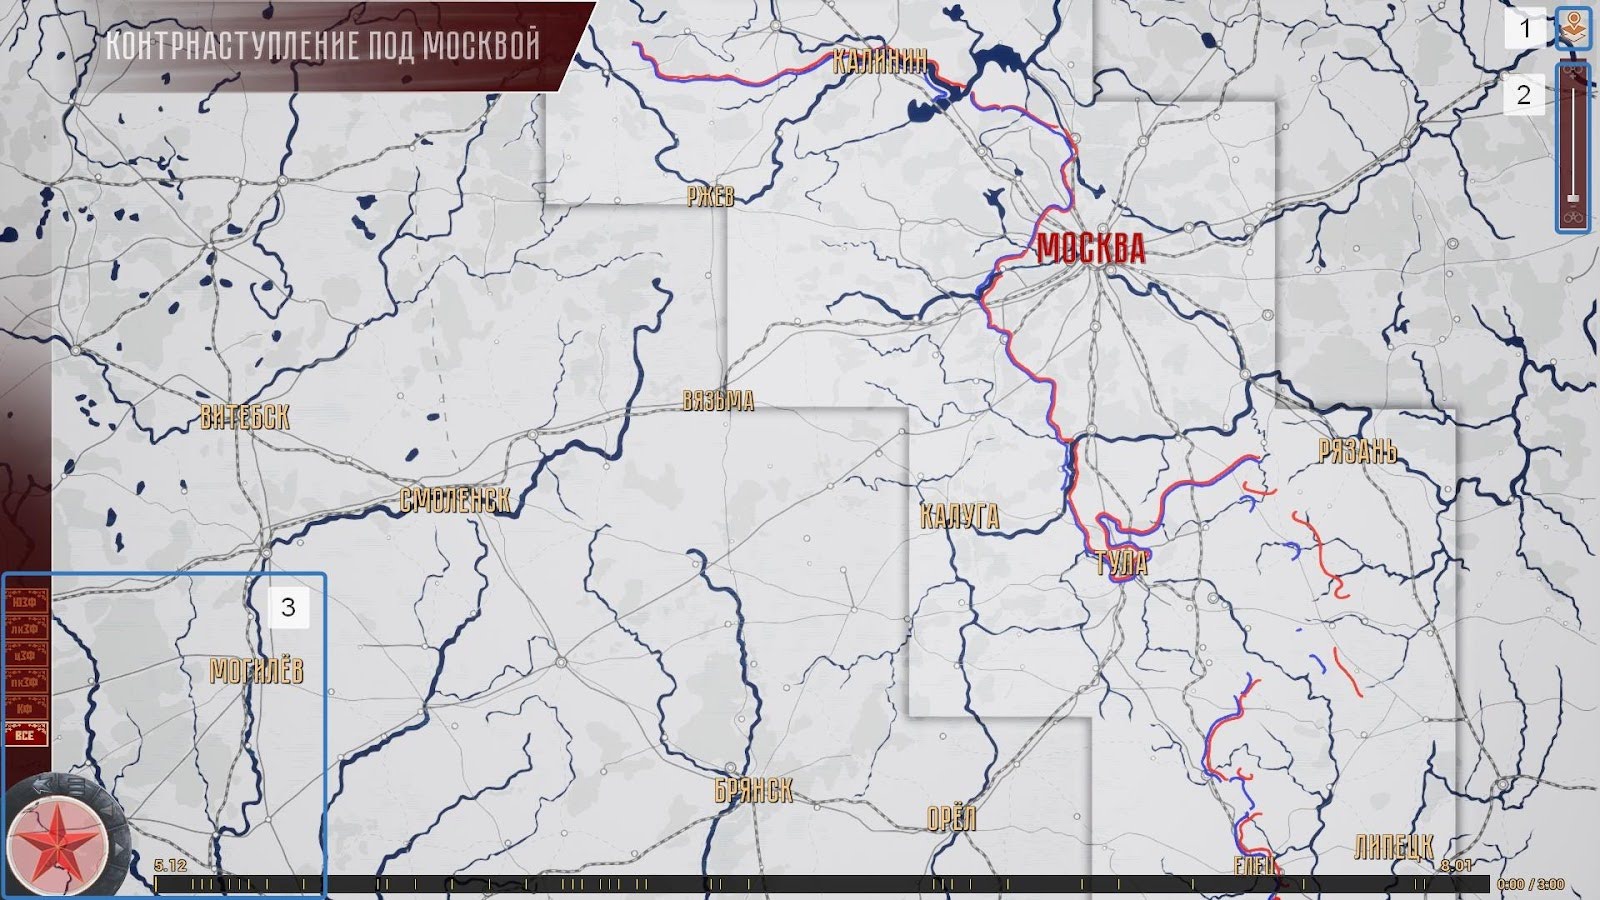 КОНТРНАСТУПЛЕНИЕ ПОД МОСКВОЙ
1
2
КАЛИНИН
РЖЕВ
МОСКВА
ВЯЗЬМА
ВИТЕБСК
РЯЗАНЬ
СМОЛЕНСК
КАЛУГА
ТУЛА
ЮЗФ
ЛКЗФ
ЦЗФ
ПКЗФ
КФ
ВСЕ
3
МОГИЛЁВ
БРЯНСК
ОРЁЛ
ЛИПЕЦК
ЕЛЕЦ
5.12
8.01
0:00 / 3:00